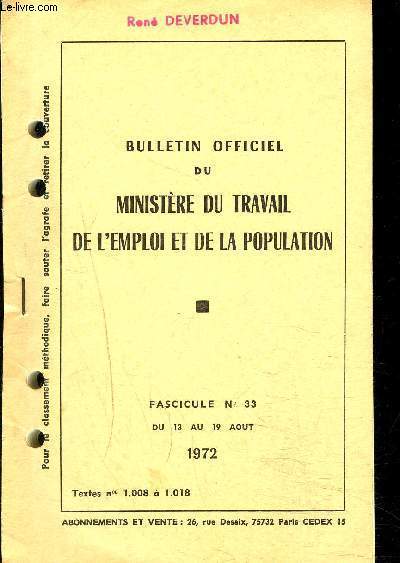 Le-livre.com
René DEVERDUN
BULLETIN OFFICIEL
DU
MINISTÈRE DU TRAVAIL
DE L'EMPLOI ET DE LA POPULATION
FASCICULE N° 33
DU 13 AU 19 AOUT
1972
Textes nos 1.008 à 1.018
ABONNEMENTS ET VENTE : 26, rue Desaix, 75732 Paris CEDEX 15
Pour le classement méthodique, faire sauter l'agrafe et retirer la couverture